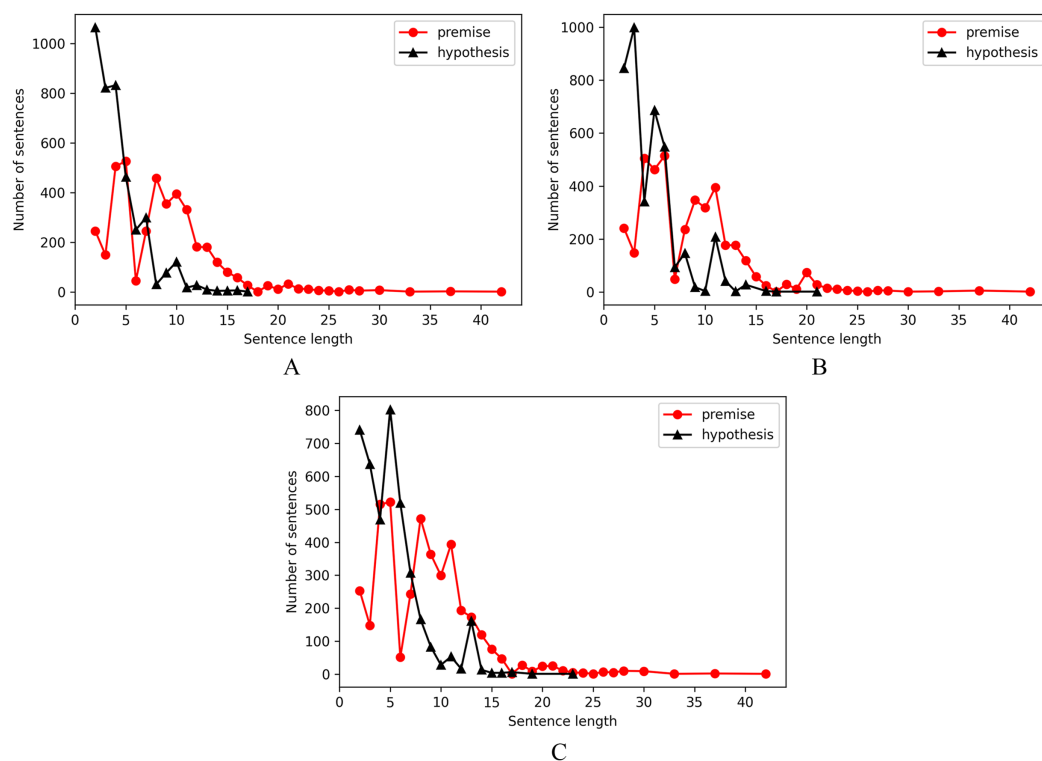 premise
hypothesis
Number of sentences
1000
800
600
400
200
0
0 5 10 15 20 25 30 35 40
Sentence length
A
premise
hypothesis
Number of sentences
1000
800
600
400
200
0
0 5 10 15 20 25 30 35 40
Sentence length
B
premise
hypothesis
Number of sentences
800
700
600
500
400
300
200
100
0
0 5 10 15 20 25 30 35 40
Sentence length
C